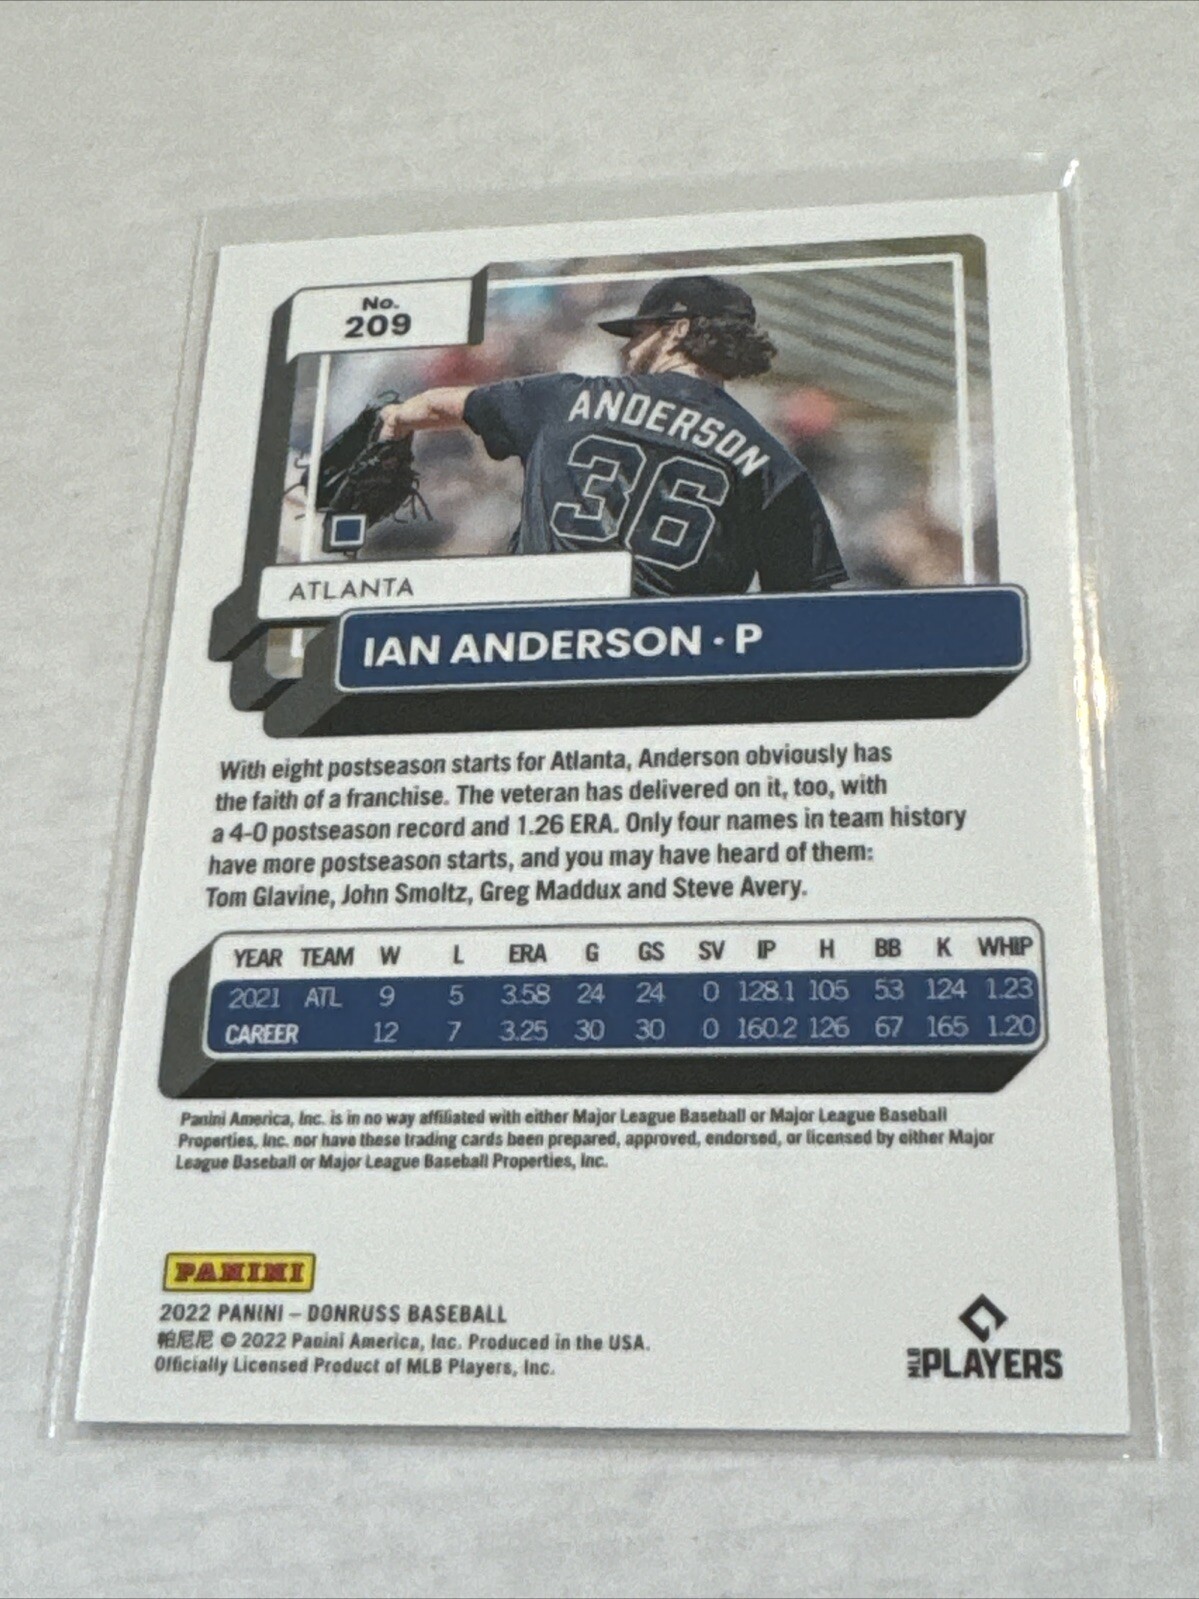 No.
209
ANDERSON
36
ATLANTA
IAN ANDERSON · P
With eight postseason starts for Atlanta, Anderson obviously has
the faith of a franchise. The veteran has delivered on it, too, with
a 4-0 postseason record and 1.26 ERA. Only four names in team history
have more postseason starts, and you may have heard of them:
Tom Glavine, John Smoltz, Greg Maddux and Steve Avery.
YEAR TEAM W L ERA G GS SV IP H BB K WHIP
2021 ATL 9 5 3.58 24 24 0 128.1 105 53 124 1.23
CAREER 12 7 3.25 30 30 0 160.2 126 67 165 1.20
Panini America, Inc. is in no way affiliated with either Major League Baseball or Major League Baseball
Properties, Inc. nor have these trading cards been prepared, approved, endorsed, or licensed by either Major
League Baseball or Major League Baseball Properties, Inc.
PANINI
2022 PANINI – DONRUSS BASEBALL
帕尼尼 © 2022 Panini America, Inc. Produced in the USA.
Officially Licensed Product of MLB Players, Inc.
MLB PLAYERS